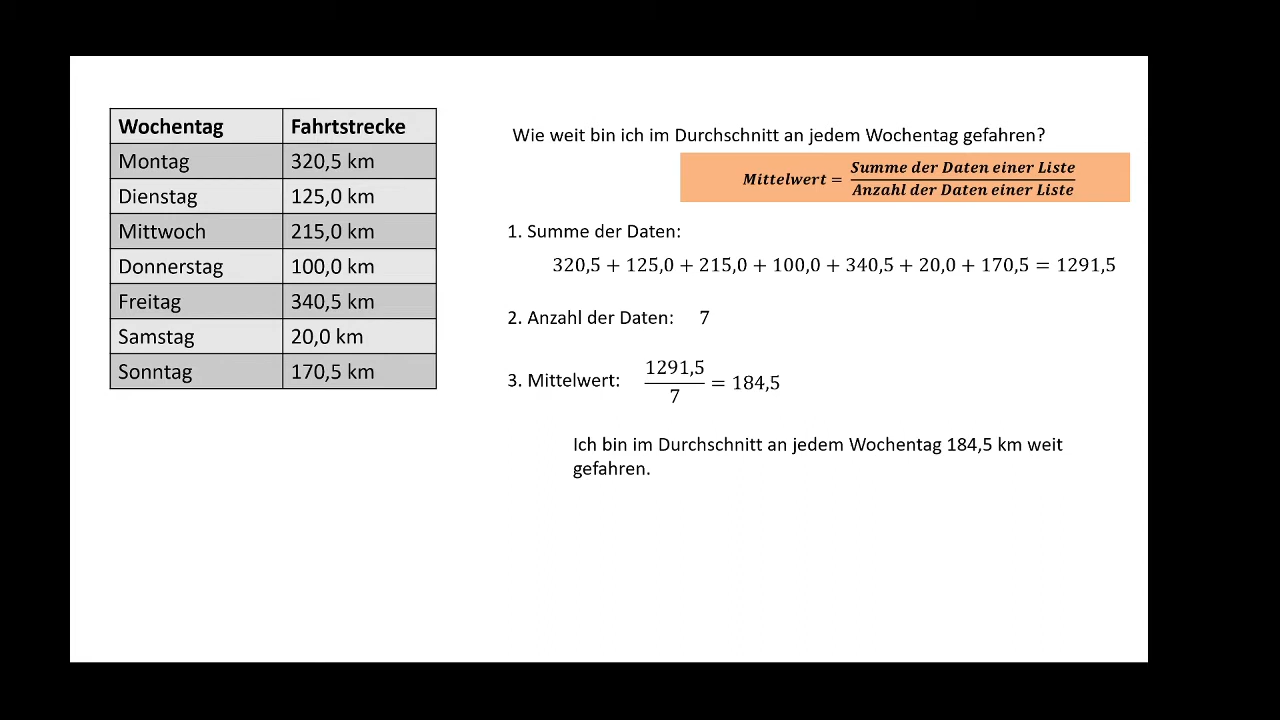 Wochentag Fahrtstrecke
Montag 320,5 km
Dienstag 125,0 km
Mittwoch 215,0 km
Donnerstag 100,0 km
Freitag 340,5 km
Samstag 20,0 km
Sonntag 170,5 km
Wie weit bin ich im Durchschnitt an jedem Wochentag gefahren?
Mittelwert = Summe der Daten einer Liste / Anzahl der Daten einer Liste
1. Summe der Daten:
320,5 + 125,0 + 215,0 + 100,0 + 340,5 + 20,0 + 170,5 = 1291,5
2. Anzahl der Daten: 7
3. Mittelwert: 1291,5 / 7 = 184,5
Ich bin im Durchschnitt an jedem Wochentag 184,5 km weit
gefahren.